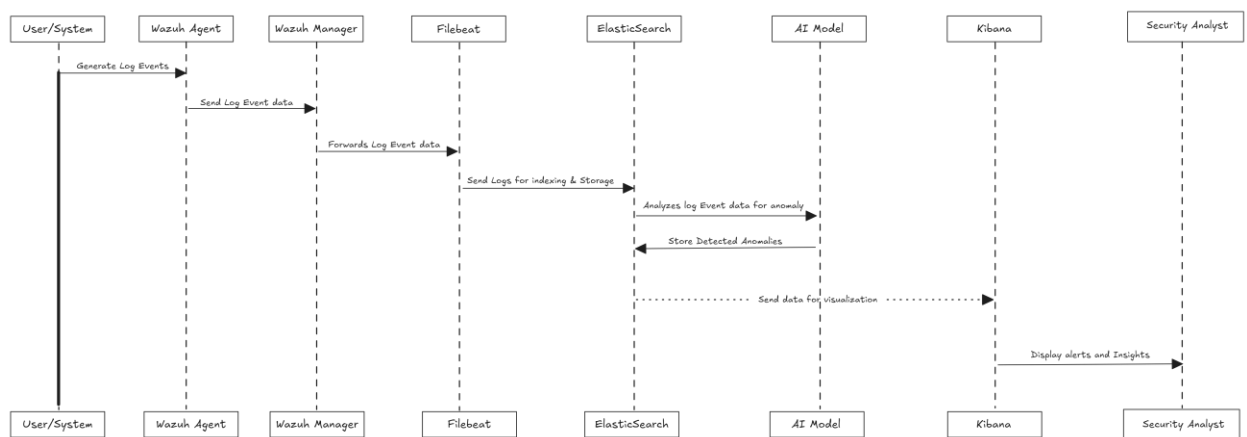 User/System
Wazuh Agent
Wazuh Manager
Filebeat
ElasticSearch
AI Model
Kibana
Security Analyst
Generate Log Events
Send Log Event data
Forwards Log Event data
Send Logs for indexing & Storage
Analyzes log Event data for anomaly
Store Detected Anomalies
Send data for visualization
Display alerts and Insights
User/System
Wazuh Agent
Wazuh Manager
Filebeat
ElasticSearch
AI Model
Kibana
Security Analyst